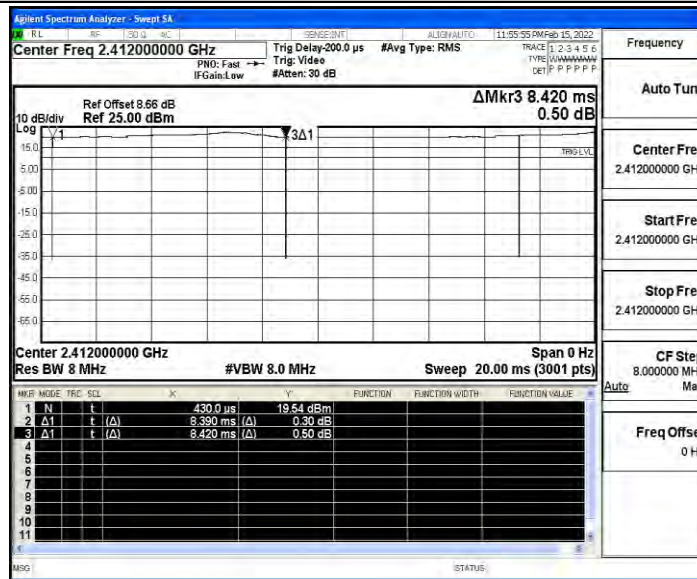 Agilent Spectrum Analyzer - Swept SA
RL RF 50 Ω AC SENSE:INT ALIGNAUTO 11:55:55 PM Feb 15, 2022
Center Freq 2.412000000 GHz
Trig Delay-200.0 µs #Avg Type: RMS
TRACE 1 2 3 4 5 6
PNO: Fast Trig: Video
TYPE WWWWWW
IFGain:Low #Atten: 30 dB
DET P P P P P P
Ref Offset 8.66 dB
ΔMkr3 8.420 ms
10 dB/div Ref 25.00 dBm
0.50 dB
Log
1
3Δ1
15.0
TRIG LVL
5.00
-5.00
-15.0
-25.0
-35.0
-45.0
-55.0
-65.0
Center 2.412000000 GHz Span 0 Hz
Res BW 8 MHz #VBW 8.0 MHz Sweep 20.00 ms (3001 pts)
MKR MODE TRC SCL X Y FUNCTION FUNCTION WIDTH FUNCTION VALUE
1 N t 430.0 µs 19.54 dBm
2 Δ1 t (Δ) 8.390 ms (Δ) 0.30 dB
3 Δ1 t (Δ) 8.420 ms (Δ) 0.50 dB
4
5
6
7
8
9
10
11
MSG STATUS
Frequency
Auto Tun
Center Fre
2.412000000 GH
Start Fre
2.412000000 GH
Stop Fre
2.412000000 GH
CF Ste
8.000000 MH
Auto Ma
Freq Offse
0 H